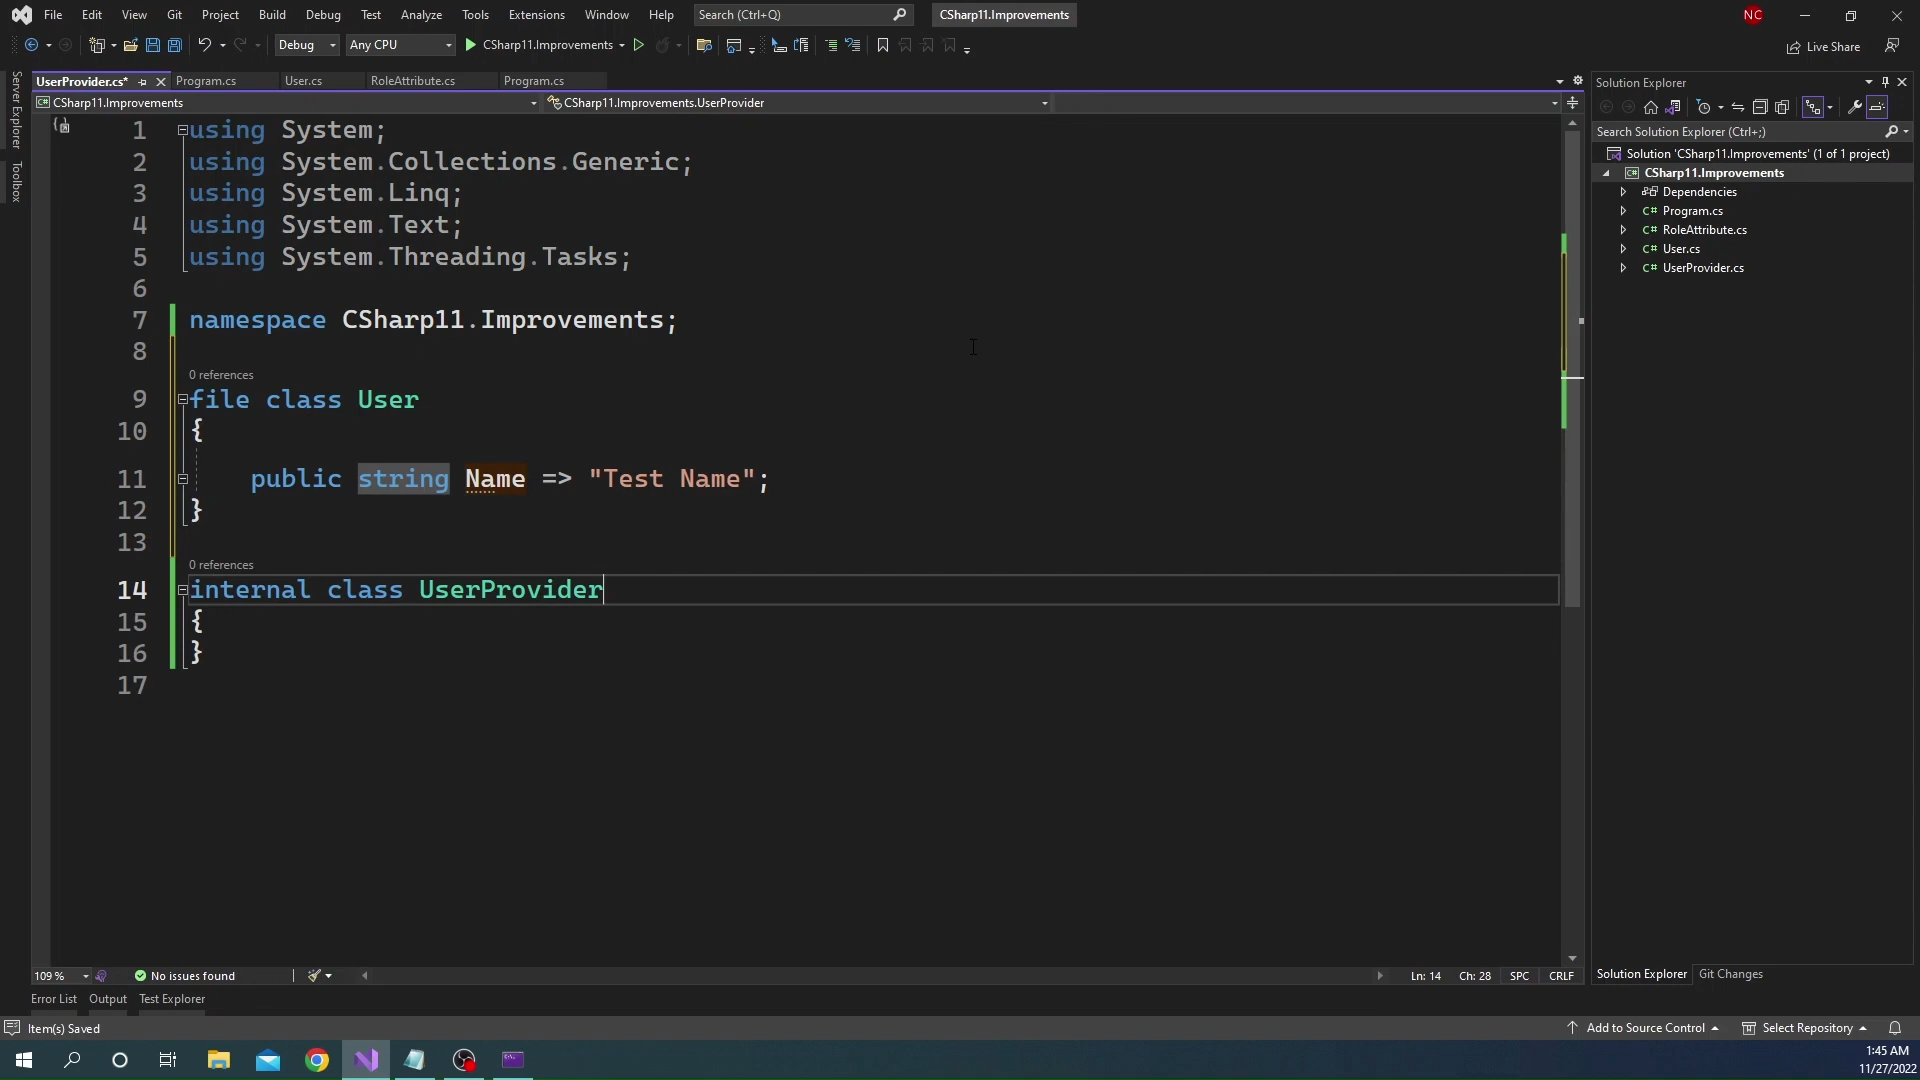 File Edit View Git Project Build Debug Test Analyze Tools Extensions Window Help Search (Ctrl+Q) CSharp11.Improvements NC
Debug Any CPU CSharp11.Improvements Live Share
UserProvider.cs* Program.cs User.cs RoleAttribute.cs Program.cs
CSharp11.Improvements CSharp11.Improvements.UserProvider
Server Explorer
Toolbox
1 using System;
2 using System.Collections.Generic;
3 using System.Linq;
4 using System.Text;
5 using System.Threading.Tasks;
6
7 namespace CSharp11.Improvements;
8
0 references
9 file class User
10 {
11 public string Name => "Test Name";
12 }
13
0 references
14 internal class UserProvider
15 {
16 }
17
109 % No issues found Ln: 14 Ch: 28 SPC CRLF
Solution Explorer
Search Solution Explorer (Ctrl+;)
Solution 'CSharp11.Improvements' (1 of 1 project)
C# CSharp11.Improvements
Dependencies
C# Program.cs
C# RoleAttribute.cs
C# User.cs
C# UserProvider.cs
Solution Explorer Git Changes
Error List Output Test Explorer
Item(s) Saved Add to Source Control Select Repository
1:45 AM
11/27/2022